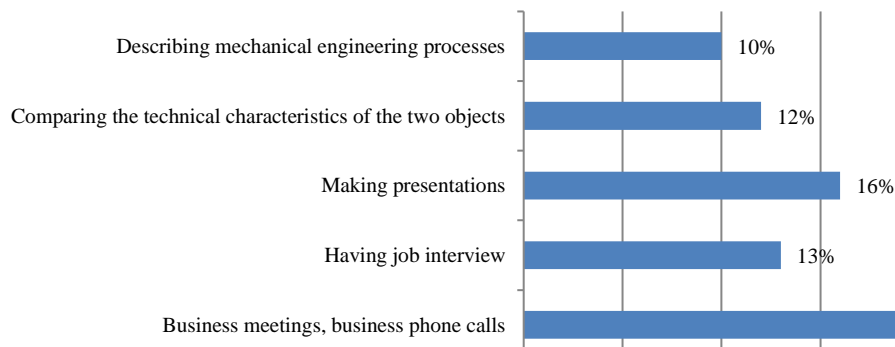 Describing mechanical engineering processes
10%
Comparing the technical characteristics of the two objects
12%
Making presentations
16%
Having job interview
13%
Business meetings, business phone calls